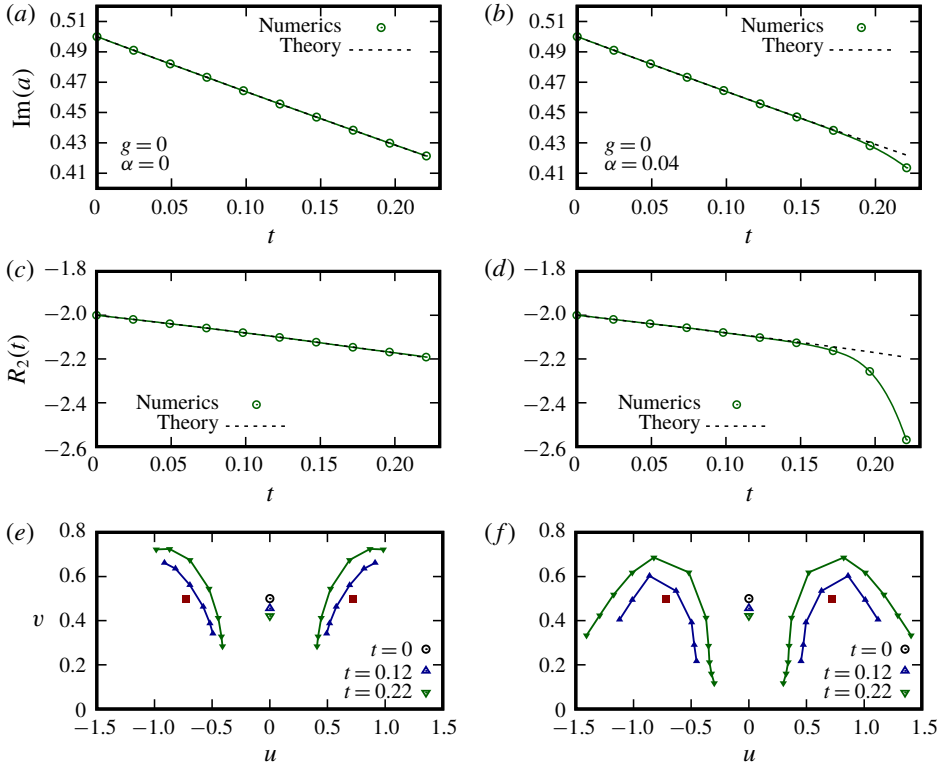 (a)
0.51
0.49
0.47
0.45
0.43
0.41
Im(a)
Numerics
Theory
g = 0
α = 0
0 0.05 0.10 0.15 0.20
t
(b)
0.51
0.49
0.47
0.45
0.43
0.41
Numerics
Theory
g = 0
α = 0.04
0 0.05 0.10 0.15 0.20
t
(c)
−1.8
−2.0
−2.2
−2.4
−2.6
R₂(t)
Numerics
Theory
0 0.05 0.10 0.15 0.20
t
(d)
−1.8
−2.0
−2.2
−2.4
−2.6
Numerics
Theory
0 0.05 0.10 0.15 0.20
t
(e)
0.8
0.6
0.4
0.2
0
v
t = 0
t = 0.12
t = 0.22
−1.5 −1.0 −0.5 0 0.5 1.0 1.5
u
(f)
0.8
0.6
0.4
0.2
0
t = 0
t = 0.12
t = 0.22
−1.5 −1.0 −0.5 0 0.5 1.0 1.5
u